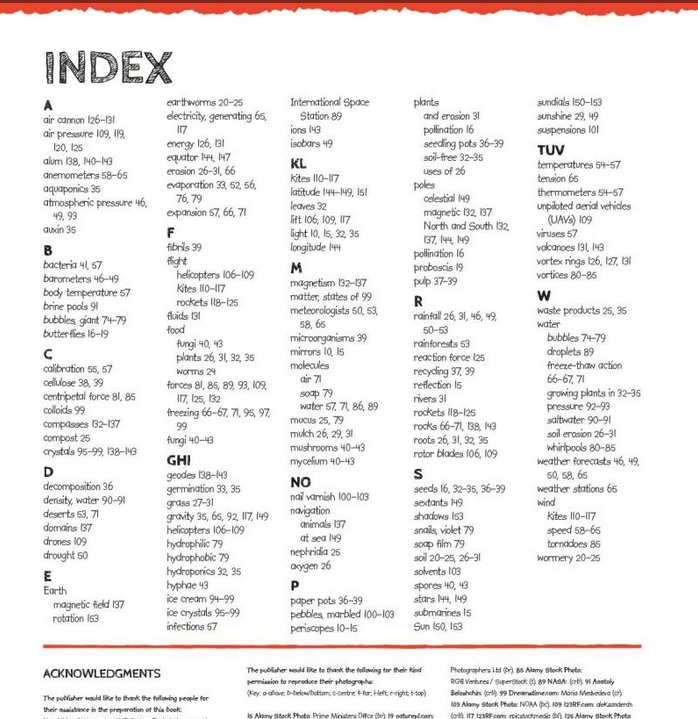 INDEX
A
air cannon 126–131
air pressure 109, 119,
120, 125
alum 138, 140–143
anemometers 58–65
aquaponics 35
atmospheric pressure 46,
49, 93
auxin 35
B
bacteria 41, 57
barometers 46–49
body temperature 57
brine pools 91
bubbles, giant 74–79
butterflies 16–19
C
calibration 55, 57
cellulose 38, 39
centripetal force 81, 85
colloids 99
compasses 132–137
compost 25
crystals 95–99, 138–143
D
decomposition 36
density, water 90–91
deserts 53, 71
domains 137
drones 109
drought 50
E
Earth
magnetic field 137
rotation 153
earthworms 20–25
electricity, generating 65,
117
energy 126, 131
equator 144, 147
erosion 26–31, 66
evaporation 33, 52, 56,
76, 79
expansion 57, 66, 71
F
fibrils 39
flight
helicopters 106–109
kites 110–117
rockets 118–125
fluids 131
food
fungi 40, 43
plants 26, 31, 32, 35
worms 24
forces 81, 85, 89, 93, 109,
117, 125, 132
freezing 66–67, 71, 95, 97,
99
fungi 40–43
GHI
geodes 138–143
germination 33, 35
grass 27–31
gravity 35, 65, 92, 117, 149
helicopters 106–109
hydrophilic 79
hydrophobic 79
hydroponics 32, 35
hyphae 43
ice cream 94–99
ice crystals 95–99
infections 57
International Space
Station 89
ions 143
isobars 49
KL
kites 110–117
latitude 144–149, 151
leaves 32
lift 106, 109, 117
light 10, 15, 32, 35
longitude 144
M
magnetism 132–137
matter, states of 99
meteorologists 50, 53,
58, 65
microorganisms 39
mirrors 10, 15
molecules
air 71
soap 79
water 57, 71, 86, 89
mucus 25, 79
mulch 26, 29, 31
mushrooms 40–43
mycelium 40–43
NO
nail varnish 100–103
navigation
animals 137
at sea 149
nephridia 25
oxygen 26
P
paper pots 36–39
pebbles, marbled 100–103
periscopes 10–15
plants
and erosion 31
pollination 16
seedling pots 36–39
soil-free 32–35
uses of 26
poles
celestial 149
magnetic 132, 137
North and South 132,
137, 144, 149
pollination 16
proboscis 19
pulp 37–39
R
rainfall 26, 31, 46, 49,
50–53
rainforests 53
reaction force 125
recycling 37, 39
reflection 15
rivers 31
rockets 118–125
rocks 66–71, 138, 143
roots 26, 31, 32, 35
rotor blades 106, 109
S
seeds 16, 32–35, 36–39
sextants 149
shadows 153
snails, violet 79
soap film 79
soil 20–25, 26–31
solvents 103
spores 40, 43
stars 144, 149
submarines 15
Sun 150, 153
sundials 150–153
sunshine 29, 49
suspensions 101
TUV
temperatures 54–57
tension 65
thermometers 54–57
unpiloted aerial vehicles
(UAVs) 109
viruses 57
volcanoes 131, 143
vortex rings 126, 127, 131
vortices 80–85
W
waste products 25, 35
water
bubbles 74–79
droplets 89
freeze-thaw action
66–67, 71
growing plants in 32–35
pressure 92–93
saltwater 90–91
soil erosion 26–31
whirlpools 80–85
weather forecasts 46, 49,
50, 58, 65
weather stations 65
wind
kites 110–117
speed 58–65
tornadoes 85
wormery 20–25
ACKNOWLEDGMENTS
The publisher would like to thank the following people for
their assistance in the preparation of this book:
The publisher would like to thank the following for their kind
permission to reproduce their photographs:
(Key: a-above; b-below/bottom; c-centre; f-far; l-left; r-right; t-top)
15 Alamy Stock Photo: Prime Ministers Office (br). 19 naturepl.com:
Photographers Ltd (br). 85 Alamy Stock Photo:
RGB Ventures / SuperStock (t). 89 NASA: (crb). 91 Anatoly
Beloshchin: (crb). 99 Dreamstime.com: Maria Medvedeva (cr).
103 Alamy Stock Photo: NOAA (br). 109 123RF.com: aleksanderdn
(crb). 117 123RF.com: